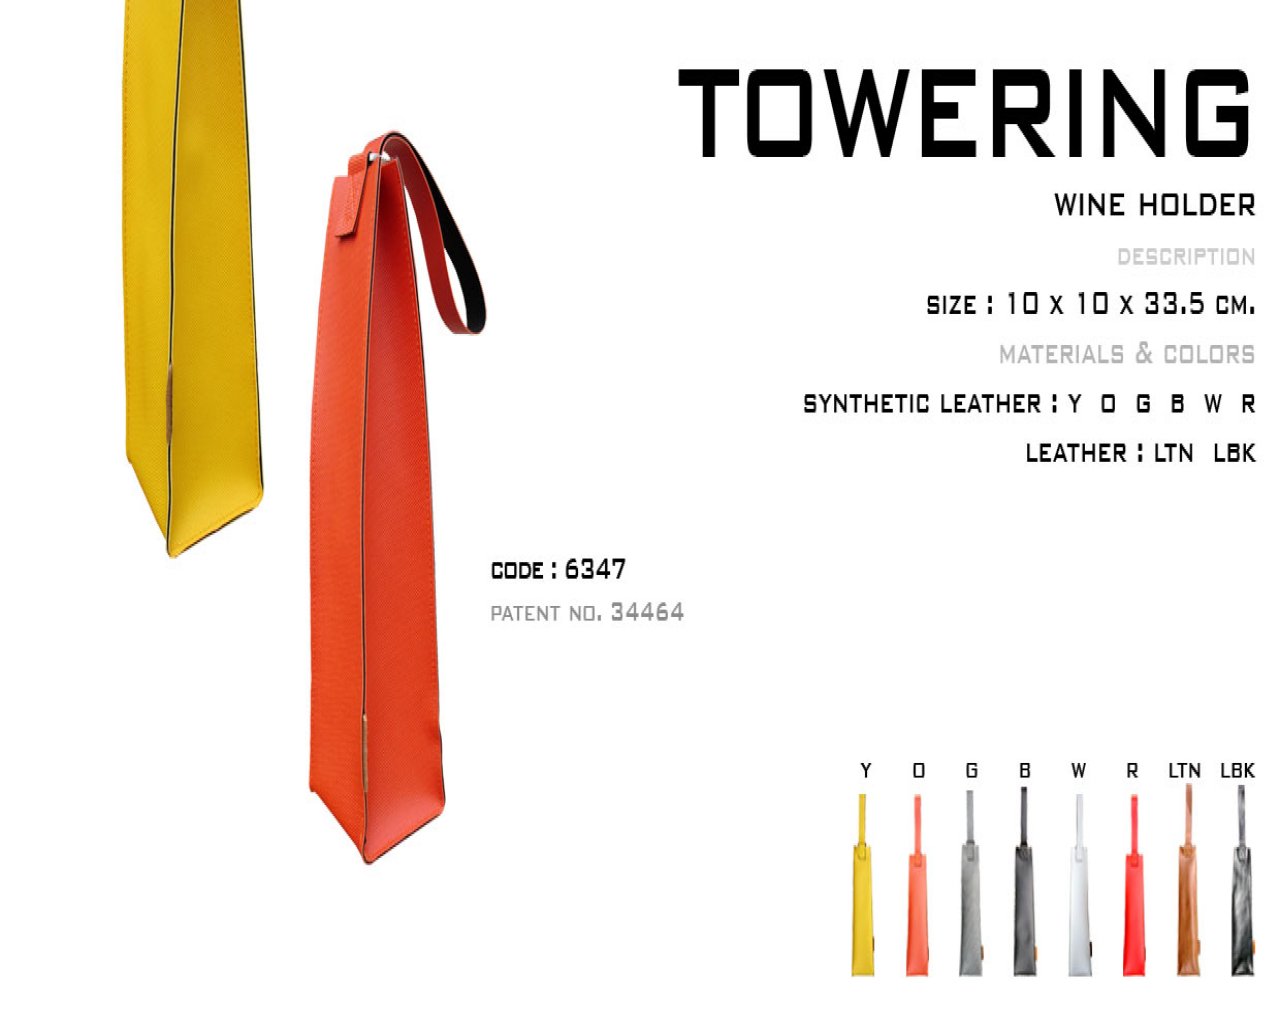 TOWERING
WINE HOLDER
DESCRIPTION
SIZE : 10 X 10 X 33.5 CM.
MATERIALS & COLORS
SYNTHETIC LEATHER : Y O G B W R
LEATHER : LTN LBK
CODE : 6347
PATENT NO. 34464
Y O G B W R LTN LBK